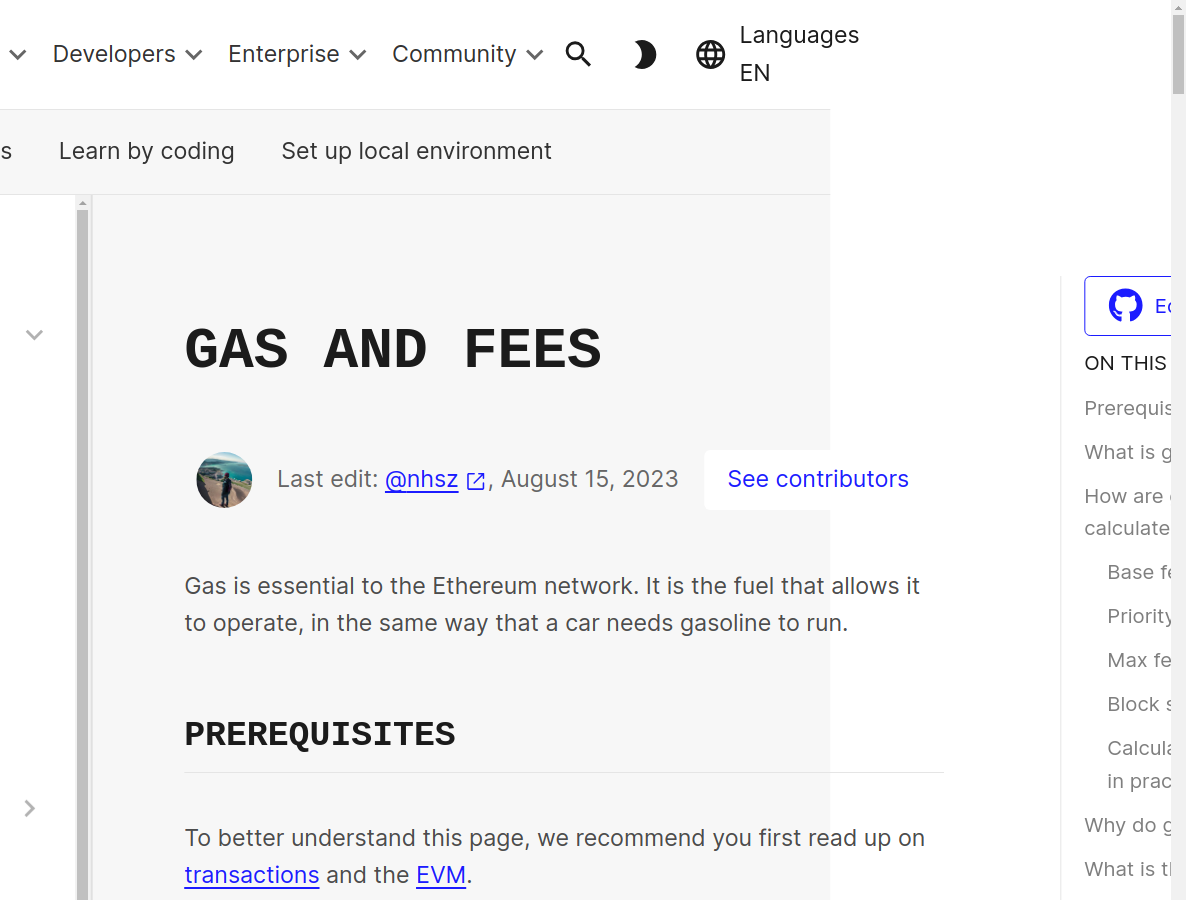 Developers Enterprise Community Languages EN
s Learn by coding Set up local environment
GAS AND FEES
Last edit: @nhsz, August 15, 2023 See contributors
Gas is essential to the Ethereum network. It is the fuel that allows it
to operate, in the same way that a car needs gasoline to run.
PREREQUISITES
To better understand this page, we recommend you first read up on
transactions and the EVM.
ON THIS
Prerequis
What is g
How are
calculate
Base fe
Priority
Max fe
Block s
Calcula
in prac
Why do g
What is t